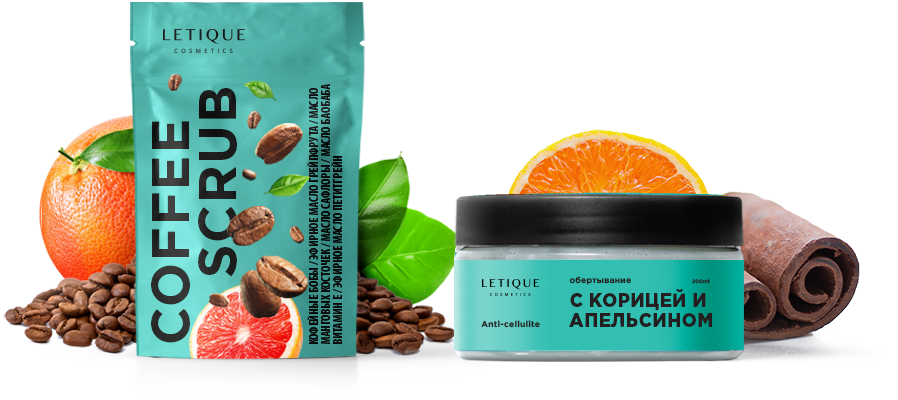 LETIQUE
COSMETICS
COFFEE
SCRUB
КОФЕЙНЫЕ БОБЫ / ЭФИРНОЕ МАСЛО ГРЕЙПФРУТА / МАСЛО
МАНГОВЫХ КОСТОЧЕК / МАСЛО САФЛОРЫ / МАСЛО БАОБАБА
ВИТАМИН Е / ЭФИРНОЕ МАСЛО ПЕТИТГРЕЙН
LETIQUE
COSMETICS
Anti-cellulite
обертывание 200ml
С КОРИЦЕЙ И
АПЕЛЬСИНОМ